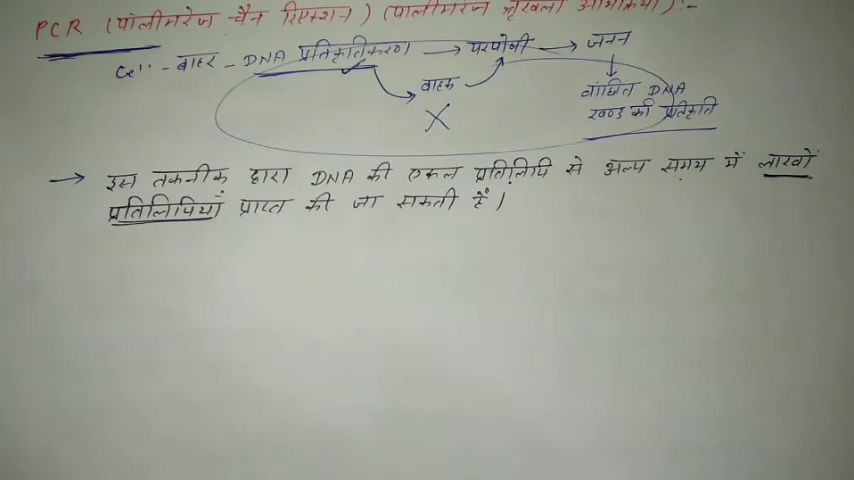 PCR (पॉलीमरेज चैन रिएक्शन) (पॉलीमरेज श्रृंखला अभिक्रिया) :-
Cell - बाहर - DNA प्रतिकृतिकरण → परपोषी → जनन
वाहक
वांछित DNA
खण्ड की प्रतिकृति
→ इस तकनीक द्वारा DNA की एकल प्रतिलिपि से अल्प समय में लाखों
प्रतिलिपियाँ प्राप्त की जा सकती हैं।